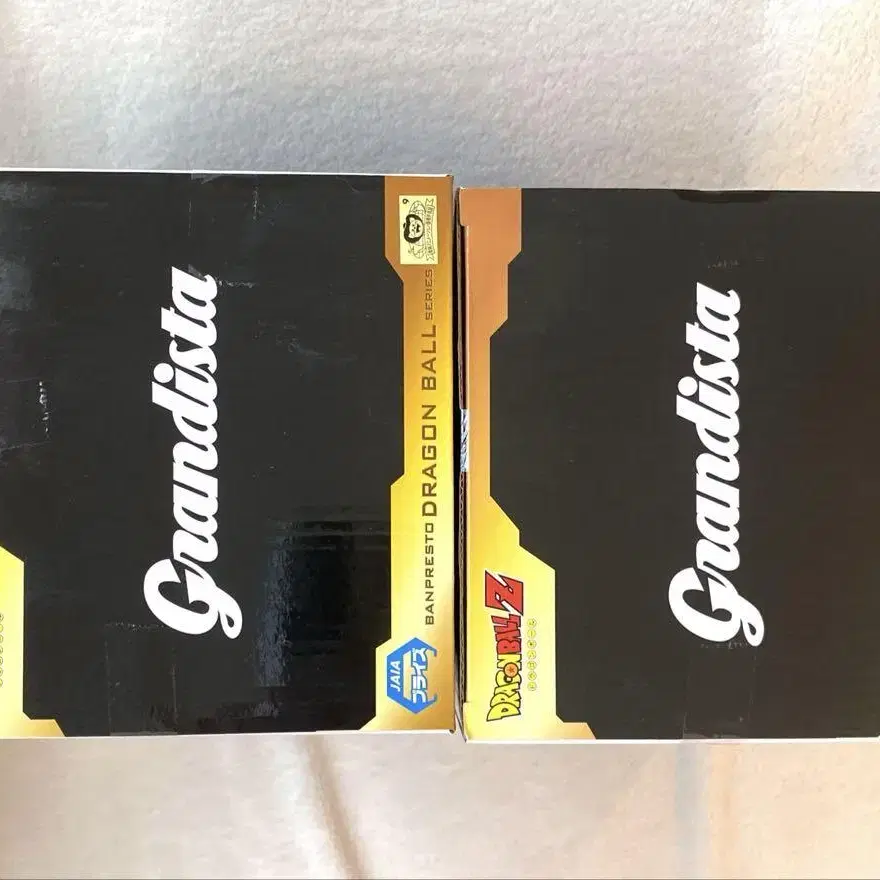 Grandista
BANPRESTO DRAGON BALL SERIES
JAIA
プライズ
Grandista
DRAGON BALL Z